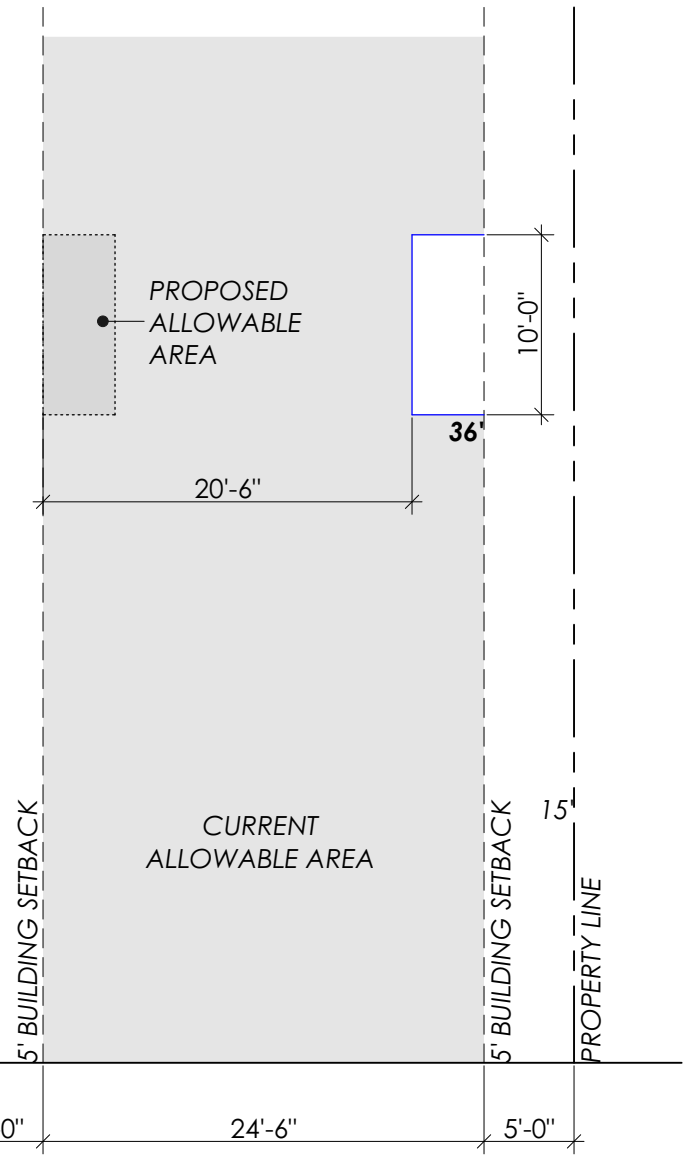 PROPOSED
ALLOWABLE
AREA
10'-0"
36'
20'-6"
CURRENT
ALLOWABLE AREA
5' BUILDING SETBACK
5' BUILDING SETBACK
15'
PROPERTY LINE
0"
24'-6"
5'-0"